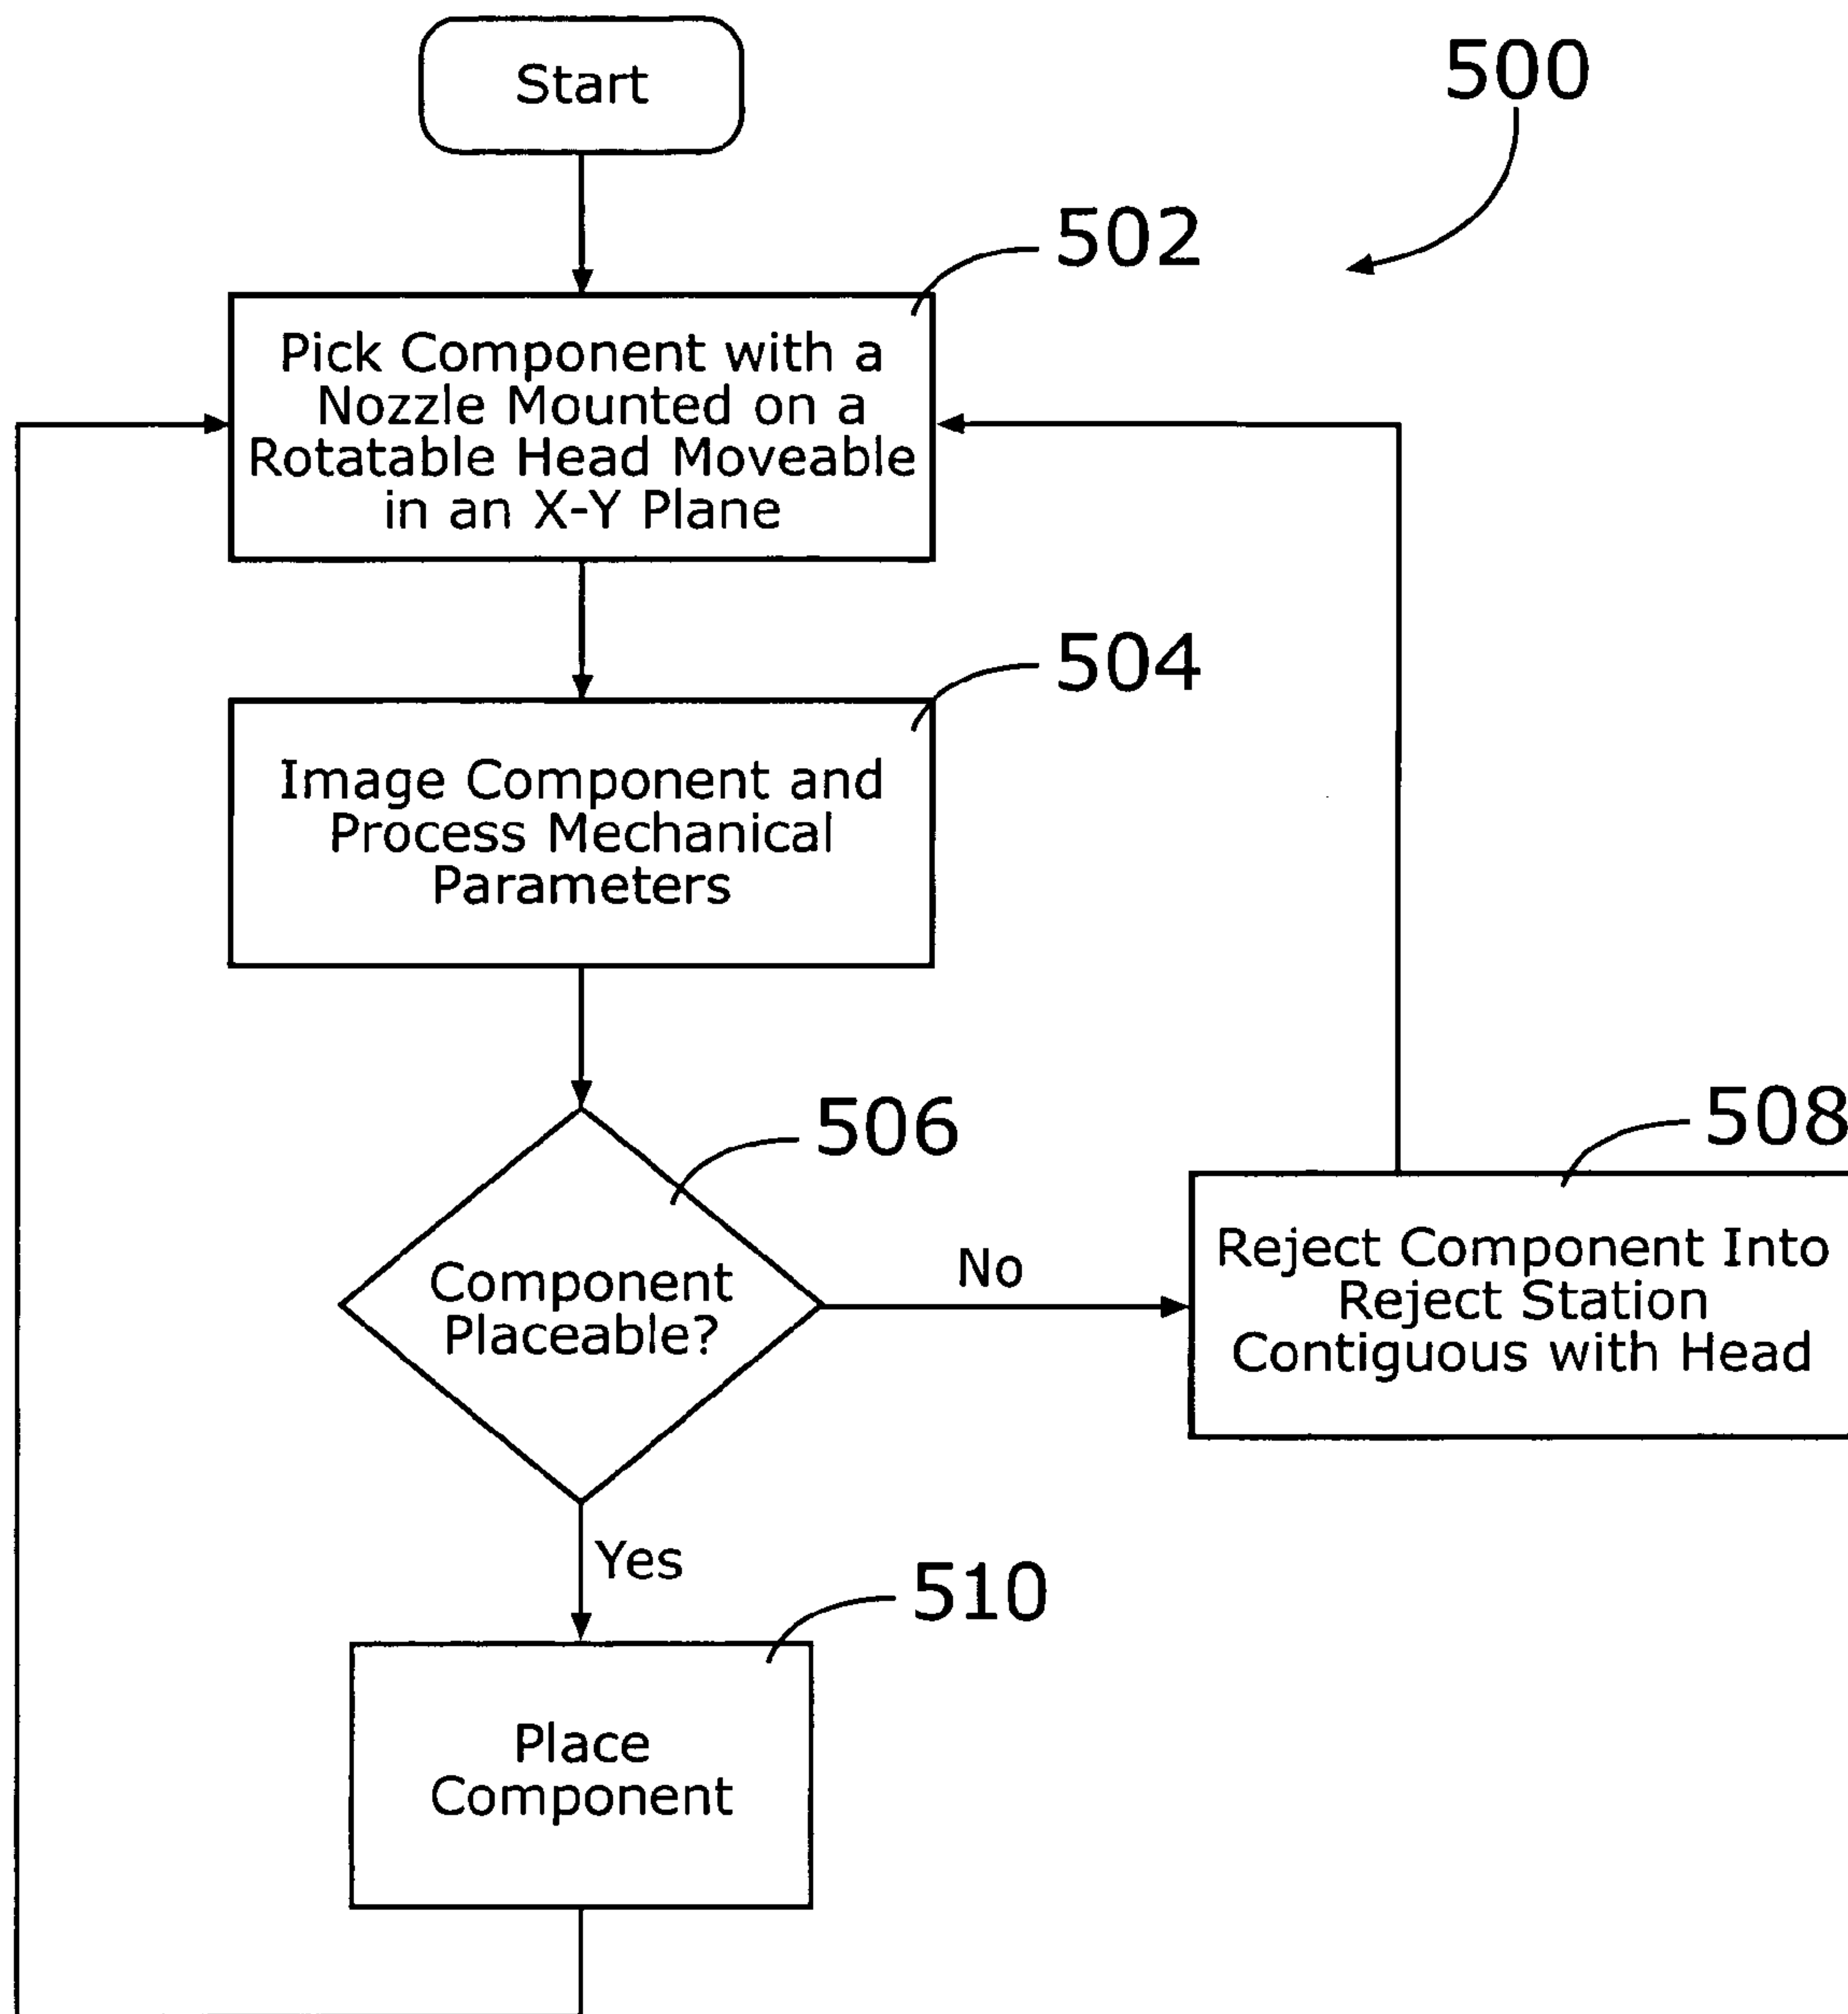 Start
500
502
Pick Component with a
Nozzle Mounted on a
Rotatable Head Moveable
in an X-Y Plane
504
Image Component and
Process Mechanical
Parameters
506
Component
Placeable?
No
508
Reject Component Into
Reject Station
Contiguous with Head
Yes
510
Place
Component